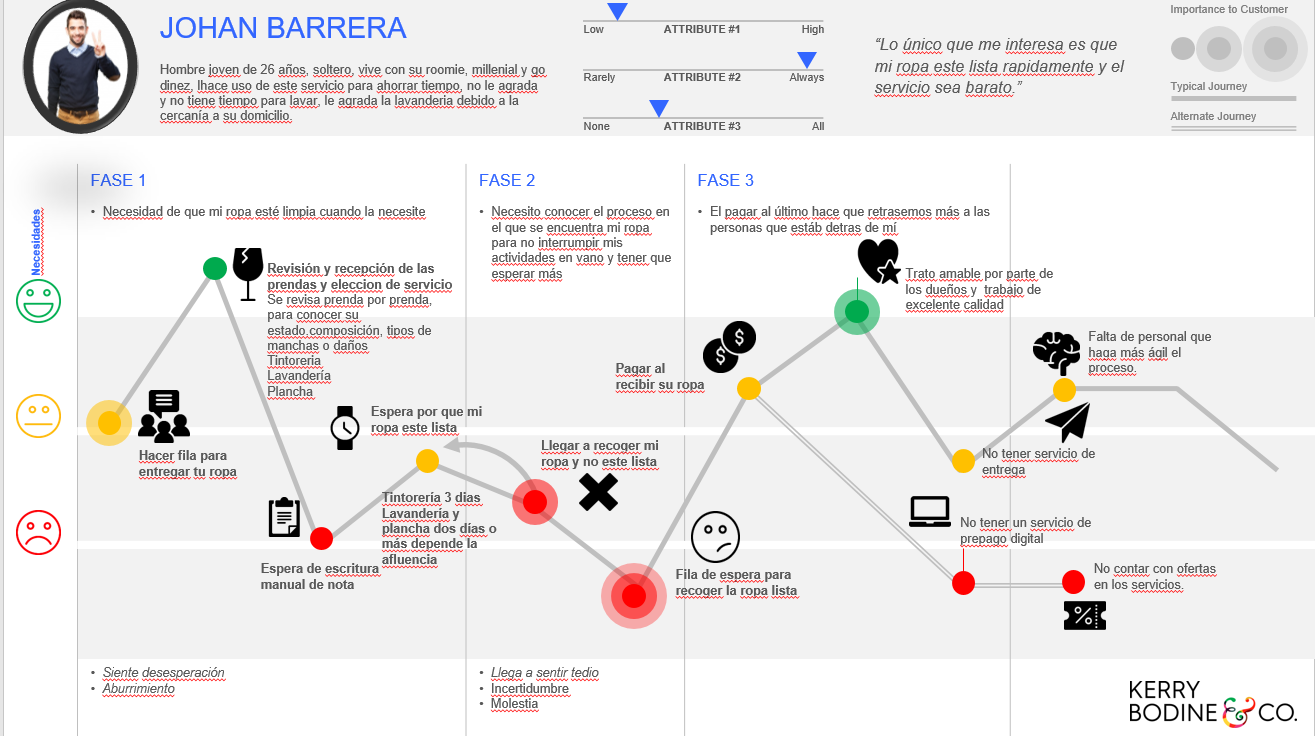 JOHAN BARRERA
Hombre joven de 26 años, soltero, vive con su roomie, millenial y go
dinez, lhace uso de este servicio para ahorrar tiempo, no le agrada
y no tiene tiempo para lavar, le agrada la lavanderia debido a la
cercanía a su domicilio.
Low ATTRIBUTE #1 High
Rarely ATTRIBUTE #2 Always
None ATTRIBUTE #3 All
“Lo único que me interesa es que
mi ropa este lista rapidamente y el
servicio sea barato.”
Importance to Customer
Typical Journey
Alternate Journey
Necesidades
FASE 1
• Necesidad de que mi ropa esté limpia cuando la necesite
Revisión y recepción de las
prendas y eleccion de servicio
Se revisa prenda por prenda,
para conocer su
estado,composición, tipos de
manchas o daños
Tintoreria
Lavandería
Plancha
Hacer fila para
entregar tu ropa
Espera de escritura
manual de nota
Espera por que mi
ropa este lista
Tintorería 3 dias
Lavandería y
plancha dos días o
más depende la
afluencia
• Siente desesperación
• Aburrimiento
FASE 2
• Necesito conocer el proceso en
el que se encuentra mi ropa
para no interrumpir mis
actividades en vano y tener que
esperar más
Llegar a recoger mi
ropa y no este lista
Pagar al
recibir su ropa
Fila de espera para
recoger la ropa lista
• Llega a sentir tedio
• Incertidumbre
• Molestia
FASE 3
• El pagar al último hace que retrasemos más a las
personas que estáb detras de mí
Trato amable por parte de
los dueños y trabajo de
excelente calidad
No tener servicio de
entrega
No tener un servicio de
prepago digital
Falta de personal que
haga más ágil el
proceso.
No contar con ofertas
en los servicios.
KERRY
BODINE & CO.